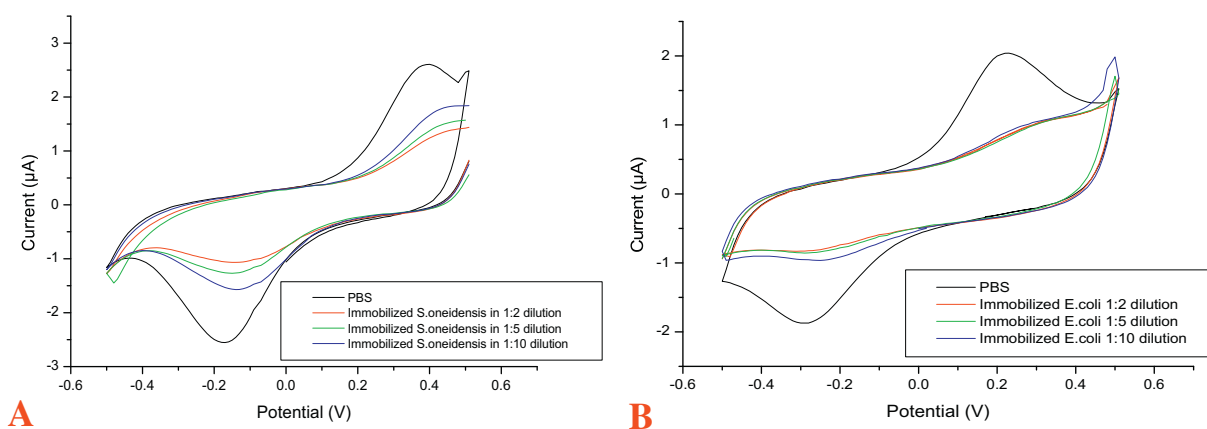 3
2
1
0
-1
-2
-3
Current (µA)
-0.6
-0.4
-0.2
0.0
0.2
0.4
0.6
Potential (V)
PBS
Immobilized S.oneidensis in 1:2 dilution
Immobilized S.oneidensis in 1:5 dilution
Immobilized S.oneidensis in 1:10 dilution
A
2
1
0
-1
-2
Current (µA)
-0.6
-0.4
-0.2
0.0
0.2
0.4
0.6
Potential (V)
PBS
Immobilized E.coli 1:2 dilution
Immobilized E.coli 1:5 dilution
Immobilized E.coli 1:10 dilution
B